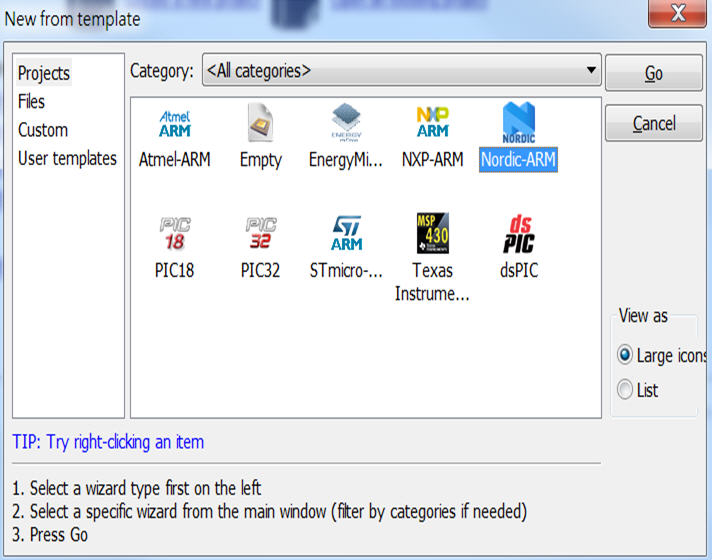 New from template
Projects
Files
Custom
User templates
Category: <All categories>
Go
Cancel
Atmel ARM
NXP ARM
NORDIC
Atmel-ARM Empty EnergyMi... NXP-ARM Nordic-ARM
PIC 18
PIC 32
ST ARM
MSP 430
ds PIC
PIC18 PIC32 STmicro-... Texas Instrume... dsPIC
View as
Large icons
List
TIP: Try right-clicking an item
1. Select a wizard type first on the left
2. Select a specific wizard from the main window (filter by categories if needed)
3. Press Go